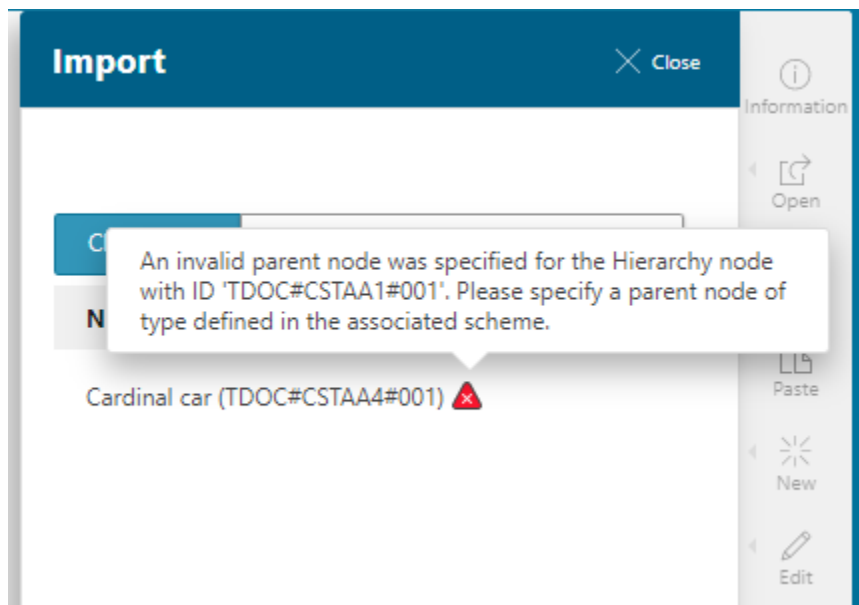 Import
Close
Information
Open
An invalid parent node was specified for the Hierarchy node
with ID 'TDOC#CSTAA1#001'. Please specify a parent node of
type defined in the associated scheme.
Cardinal car (TDOC#CSTAA4#001)
Paste
New
Edit